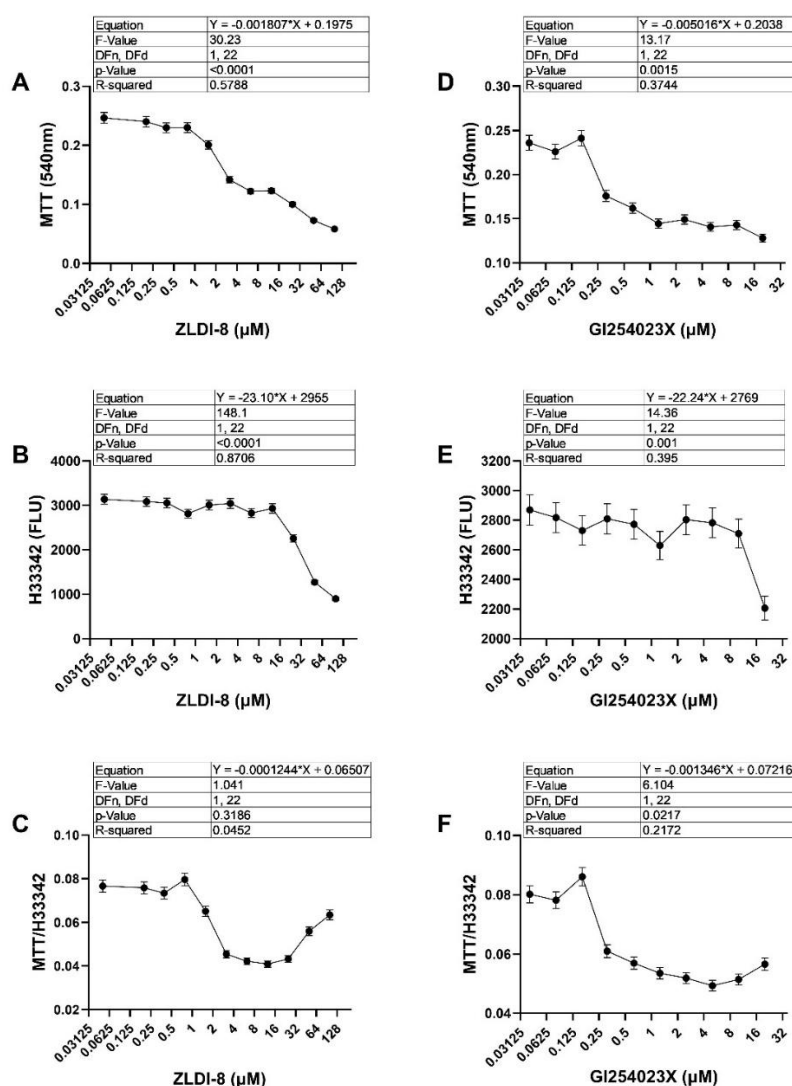 Equation Y = -0.001807*X + 0.1975
F-Value 30.23
DFn, DFd 1, 22
p-Value <0.0001
R-squared 0.5788
A
MTT (540nm)
0.3
0.2
0.1
0.0
0.03125 0.0625 0.125 0.25 0.5 1 2 4 8 16 32 64 128
ZLDI-8 (µM)
Equation Y = -0.005016*X + 0.2038
F-Value 13.17
DFn, DFd 1, 22
p-Value 0.0015
R-squared 0.3744
D
MTT (540nm)
0.30
0.25
0.20
0.15
0.10
0.03125 0.0625 0.125 0.25 0.5 1 2 4 8 16 32
GI254023X (µM)
Equation Y = -23.10*X + 2955
F-Value 148.1
DFn, DFd 1, 22
p-Value <0.0001
R-squared 0.8706
B
H33342 (FLU)
4000
3000
2000
1000
0
0.03125 0.0625 0.125 0.25 0.5 1 2 4 8 16 32 64 128
ZLDI-8 (µM)
Equation Y = -22.24*X + 2769
F-Value 14.36
DFn, DFd 1, 22
p-Value 0.001
R-squared 0.395
E
H33342 (FLU)
3200
3000
2800
2600
2400
2200
2000
0.03125 0.0625 0.125 0.25 0.5 1 2 4 8 16 32
GI254023X (µM)
Equation Y = -0.0001244*X + 0.06507
F-Value 1.041
DFn, DFd 1, 22
p-Value 0.3186
R-squared 0.0452
C
MTT/H33342
0.10
0.08
0.06
0.04
0.02
0.03125 0.0625 0.125 0.25 0.5 1 2 4 8 16 32 64 128
ZLDI-8 (µM)
Equation Y = -0.001346*X + 0.07216
F-Value 6.104
DFn, DFd 1, 22
p-Value 0.0217
R-squared 0.2172
F
MTT/H33342
0.10
0.08
0.06
0.04
0.03125 0.0625 0.125 0.25 0.5 1 2 4 8 16 32
GI254023X (µM)